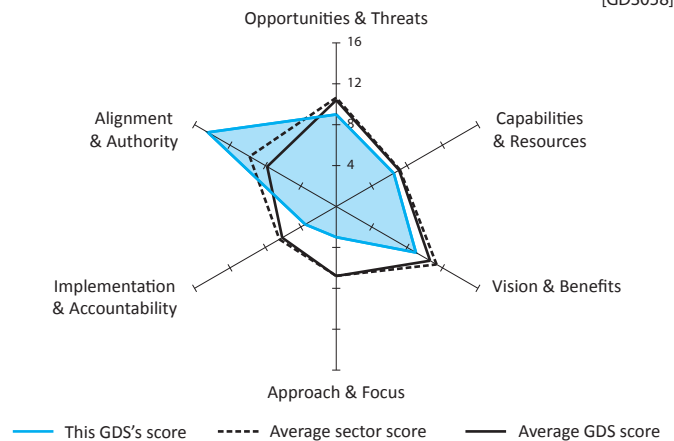 Opportunities & Threats
16
12
8
4
Alignment
& Authority
Capabilities
& Resources
Implementation
& Accountability
Vision & Benefits
Approach & Focus
This GDS's score
Average sector score
Average GDS score